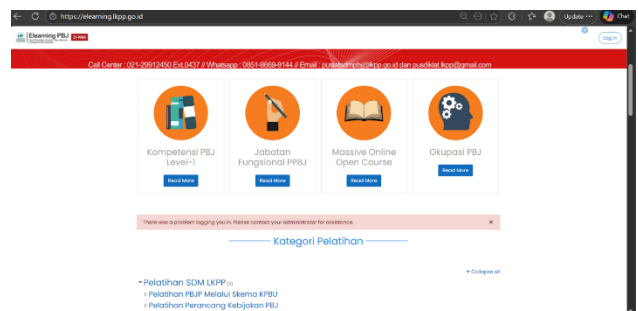 https://elearning.lkpp.go.id
Update
Chat
Elearning PBJ
Log in
Call Center : 021-29912450 Ext.0437 // Whatsapp : 0851-8669-9144 // Email : pusdiklatpbj@lkpp.go.id dan pusdiklat.lkpp@gmail.com
Kompetensi PBJ Level-1
Jabatan Fungsional PPBJ
Massive Online Open Course
Okupasi PBJ
Read More
Read More
Read More
Read More
There was a problem logging you in. Please contact your administrator for assistance.
Kategori Pelatihan
Collapse all
Pelatihan SDM LKPP
Pelatihan PBJP Melalui Skema KPBU
Pelatihan Perancang Kebijakan PBJ